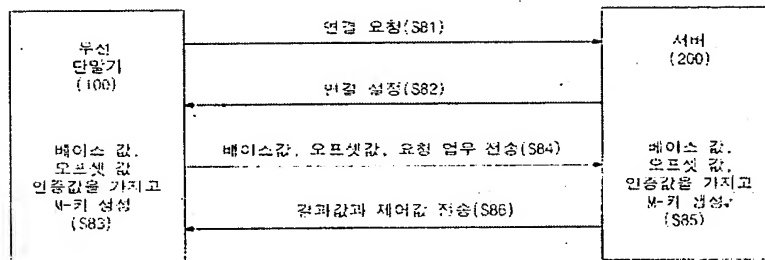 무선
단말기
(100)
연결 요청(S81)
서버
(200)
연결 설정(S82)
베이스 값,
오프셋 값,
인증값을 가지고
M-키 생성
(S83)
베이스값, 오프셋값, 요청 업무 전송(S84)
베이스 값,
오프셋 값,
인증값을 가지고
M-키 생성
(S85)
결과값과 제어값 전송(S86)